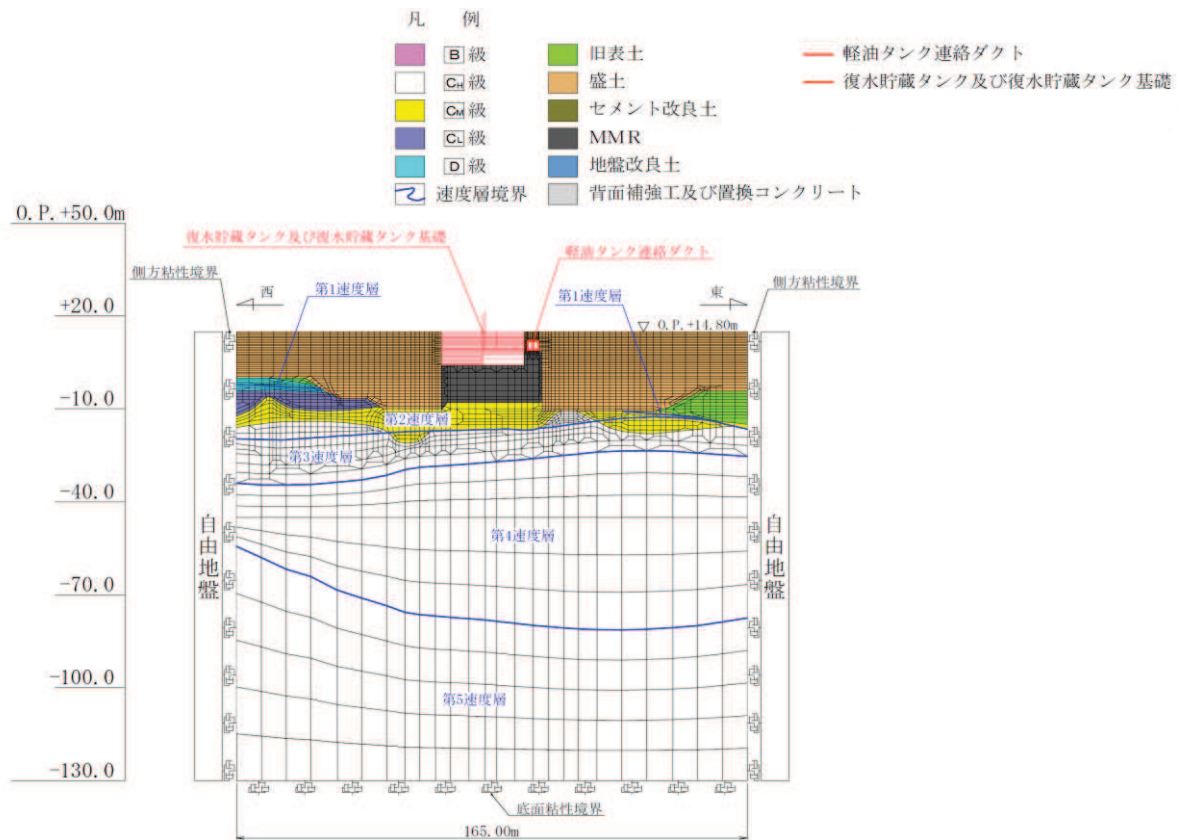 凡 例
B 級
CH 級
CM 級
CL 級
D 級
速度層境界
旧表土
盛土
セメント改良土
MMR
地盤改良土
背面補強工及び置換コンクリート
軽油タンク連絡ダクト
復水貯蔵タンク及び復水貯蔵タンク基礎
O.P.+50.0m
+20.0
-10.0
-40.0
-70.0
-100.0
-130.0
復水貯蔵タンク及び復水貯蔵タンク基礎
軽油タンク連絡ダクト
側方粘性境界
側方粘性境界
西
東
第1速度層
第1速度層
O.P.+14.80m
第2速度層
第3速度層
第4速度層
第5速度層
自由地盤
自由地盤
底面粘性境界
165.00m